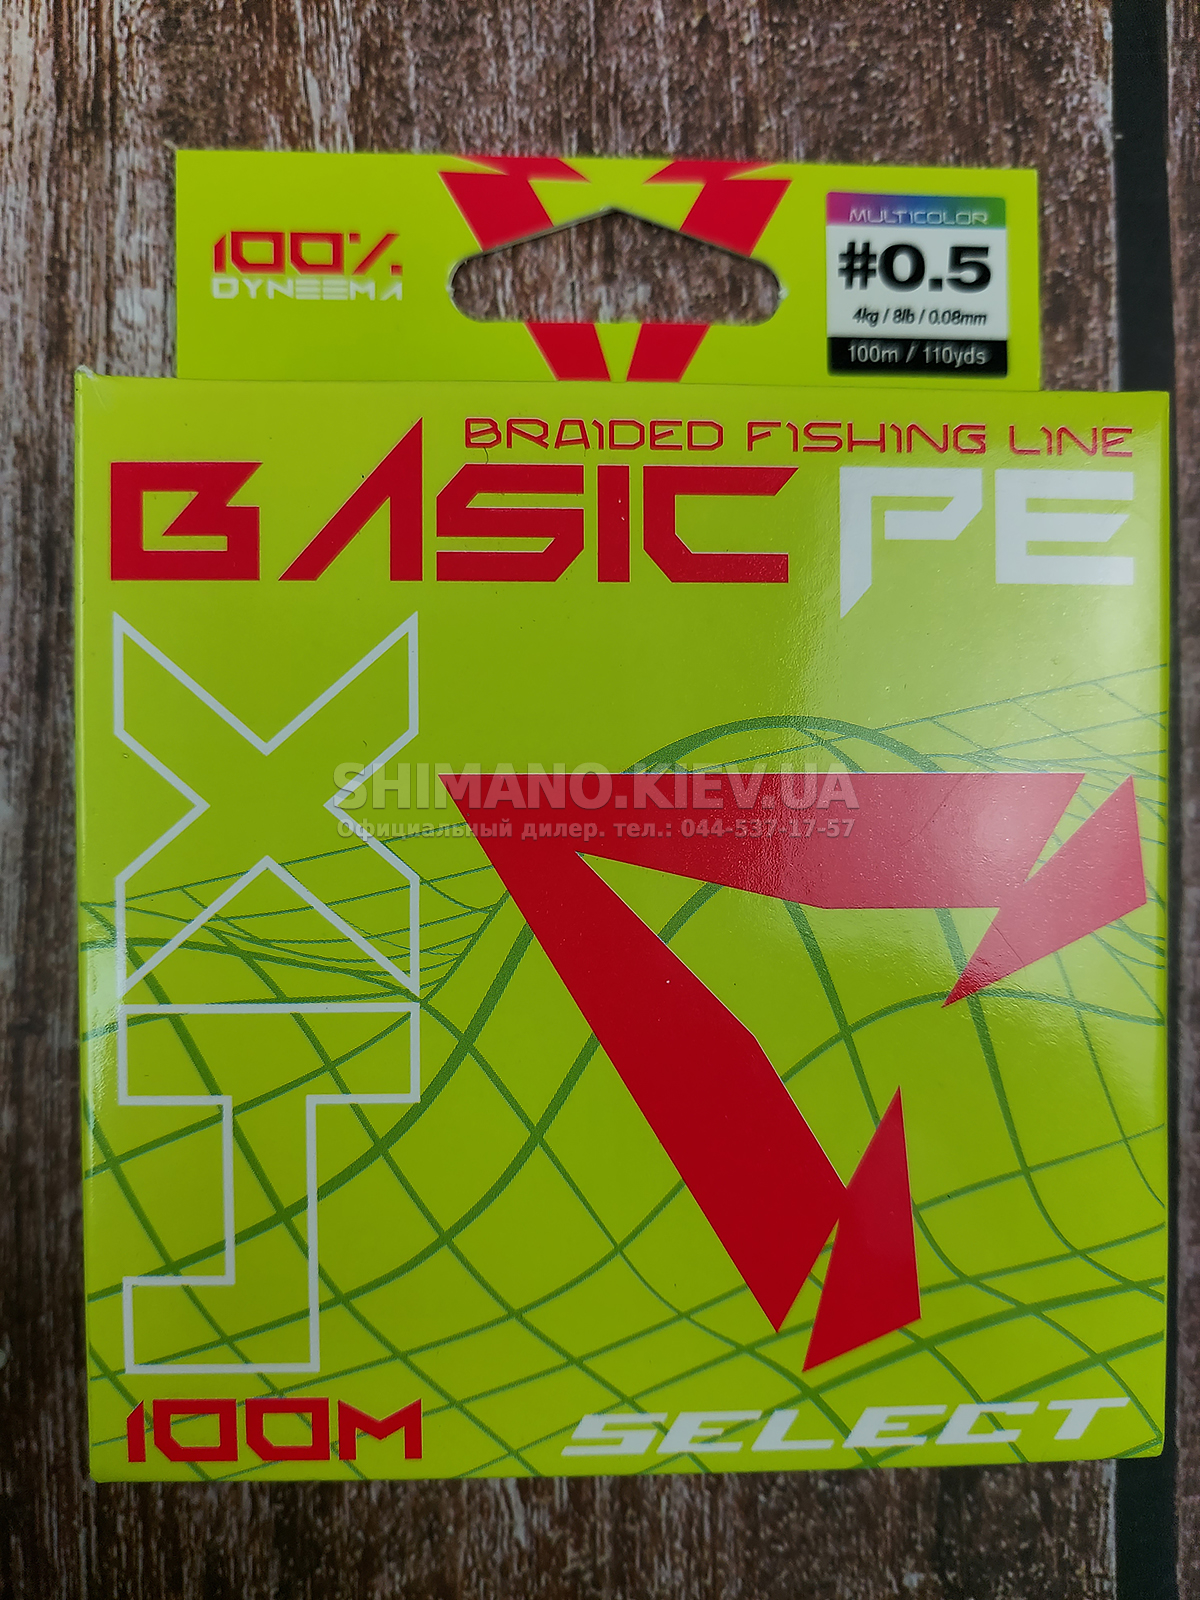 100%
DYNEEMA
MULTICOLOR
#0.5
4kg / 8lb / 0.08mm
100m / 110yds
BRAIDED FISHING LINE
BASIC PE
X4
SHIMANO.KIEV.UA
Официальный дилер. тел.: 044-537-17-57
100M
SELECT